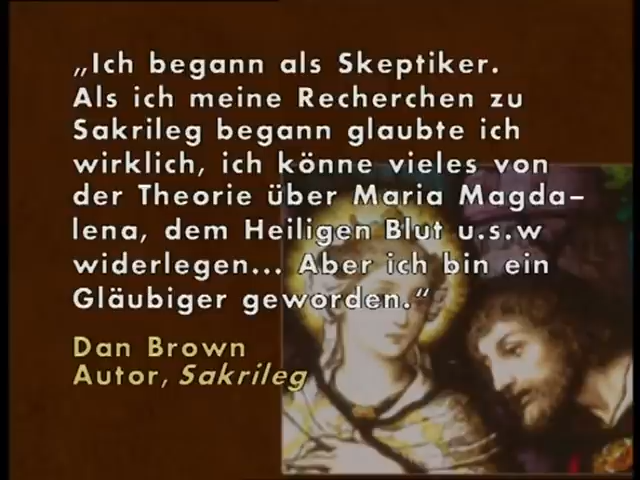 „Ich begann als Skeptiker.
Als ich meine Recherchen zu
Sakrileg begann glaubte ich
wirklich, ich könne vieles von
der Theorie über Maria Magda–
lena, dem Heiligen Blut u.s.w
widerlegen... Aber ich bin ein
Gläubiger geworden.“
Dan Brown
Autor, Sakrileg